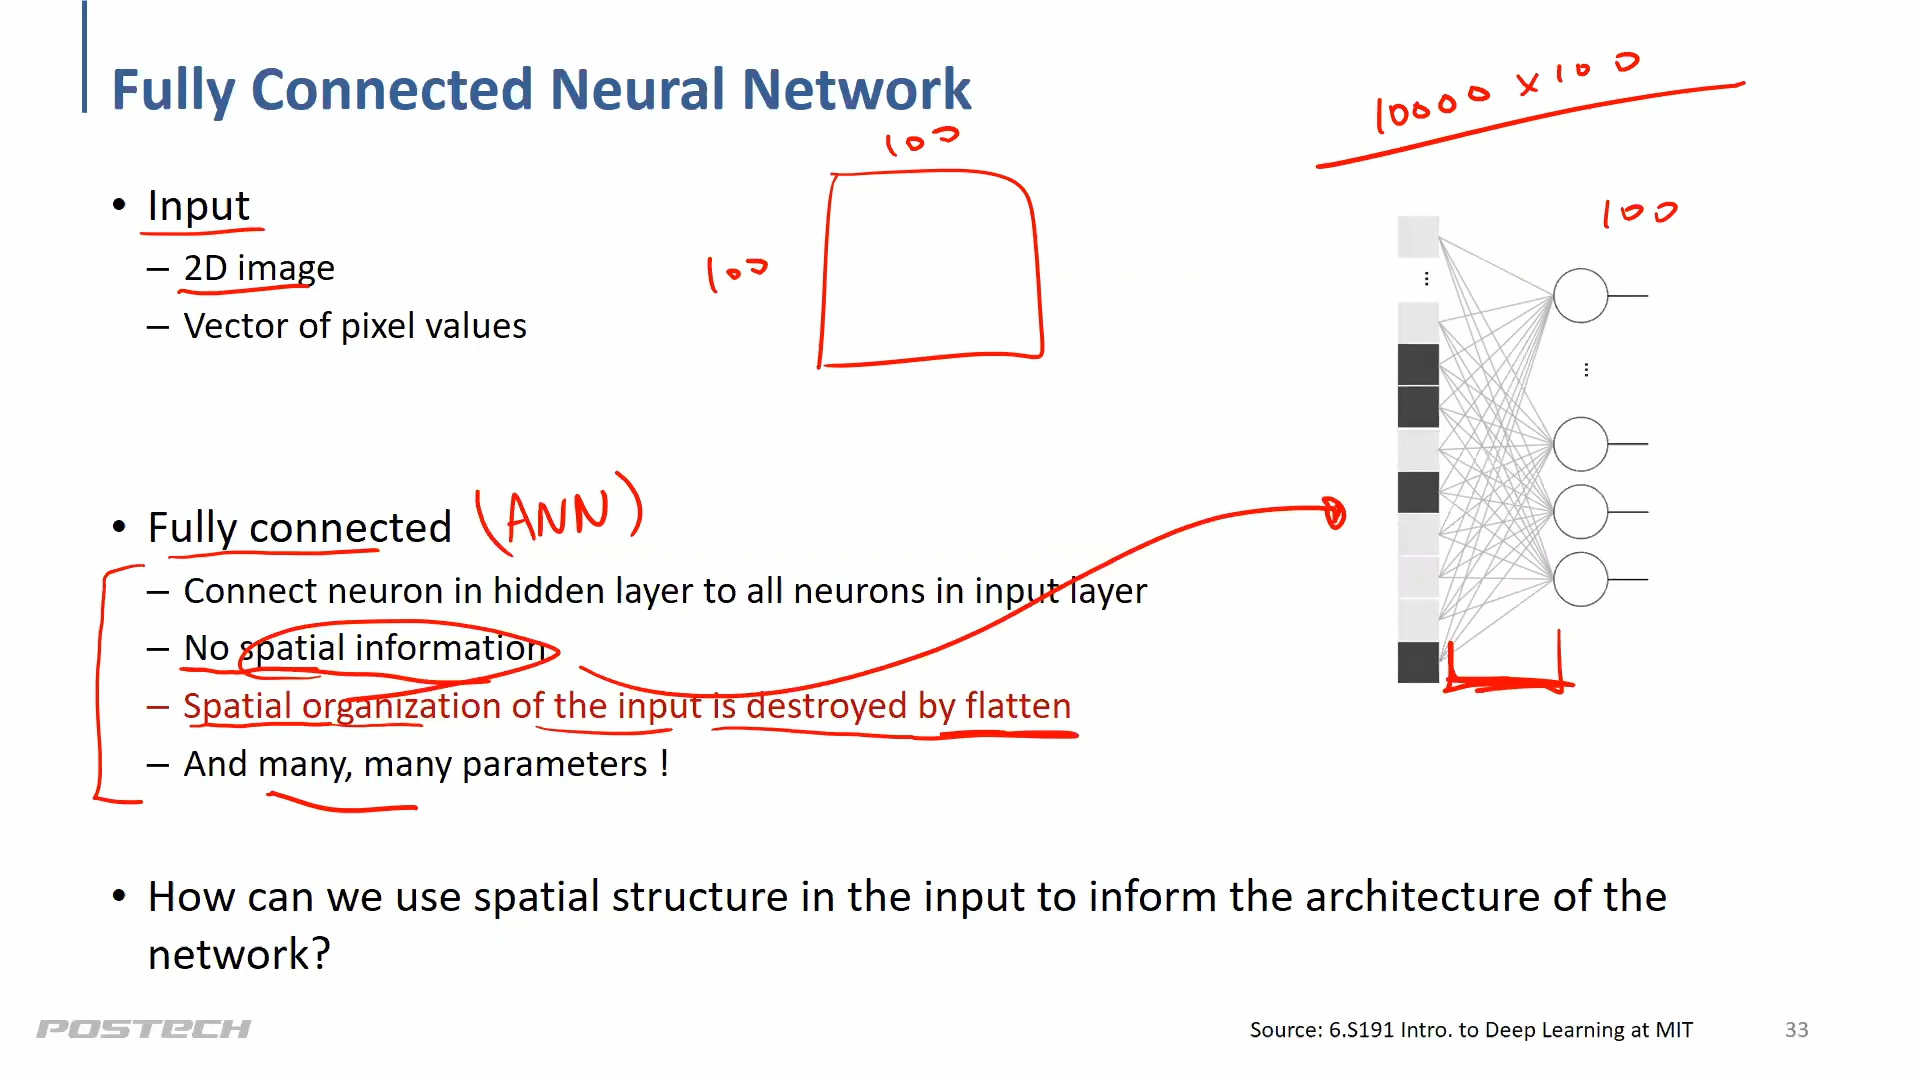 Fully Connected Neural Network
10000 x 100
100
• Input
100
– 2D image
100
– Vector of pixel values
...
...
• Fully connected (ANN)
– Connect neuron in hidden layer to all neurons in input layer
– No spatial information
– Spatial organization of the input is destroyed by flatten
– And many, many parameters !
• How can we use spatial structure in the input to inform the architecture of the
network?
POSTECH
Source: 6.S191 Intro. to Deep Learning at MIT
33